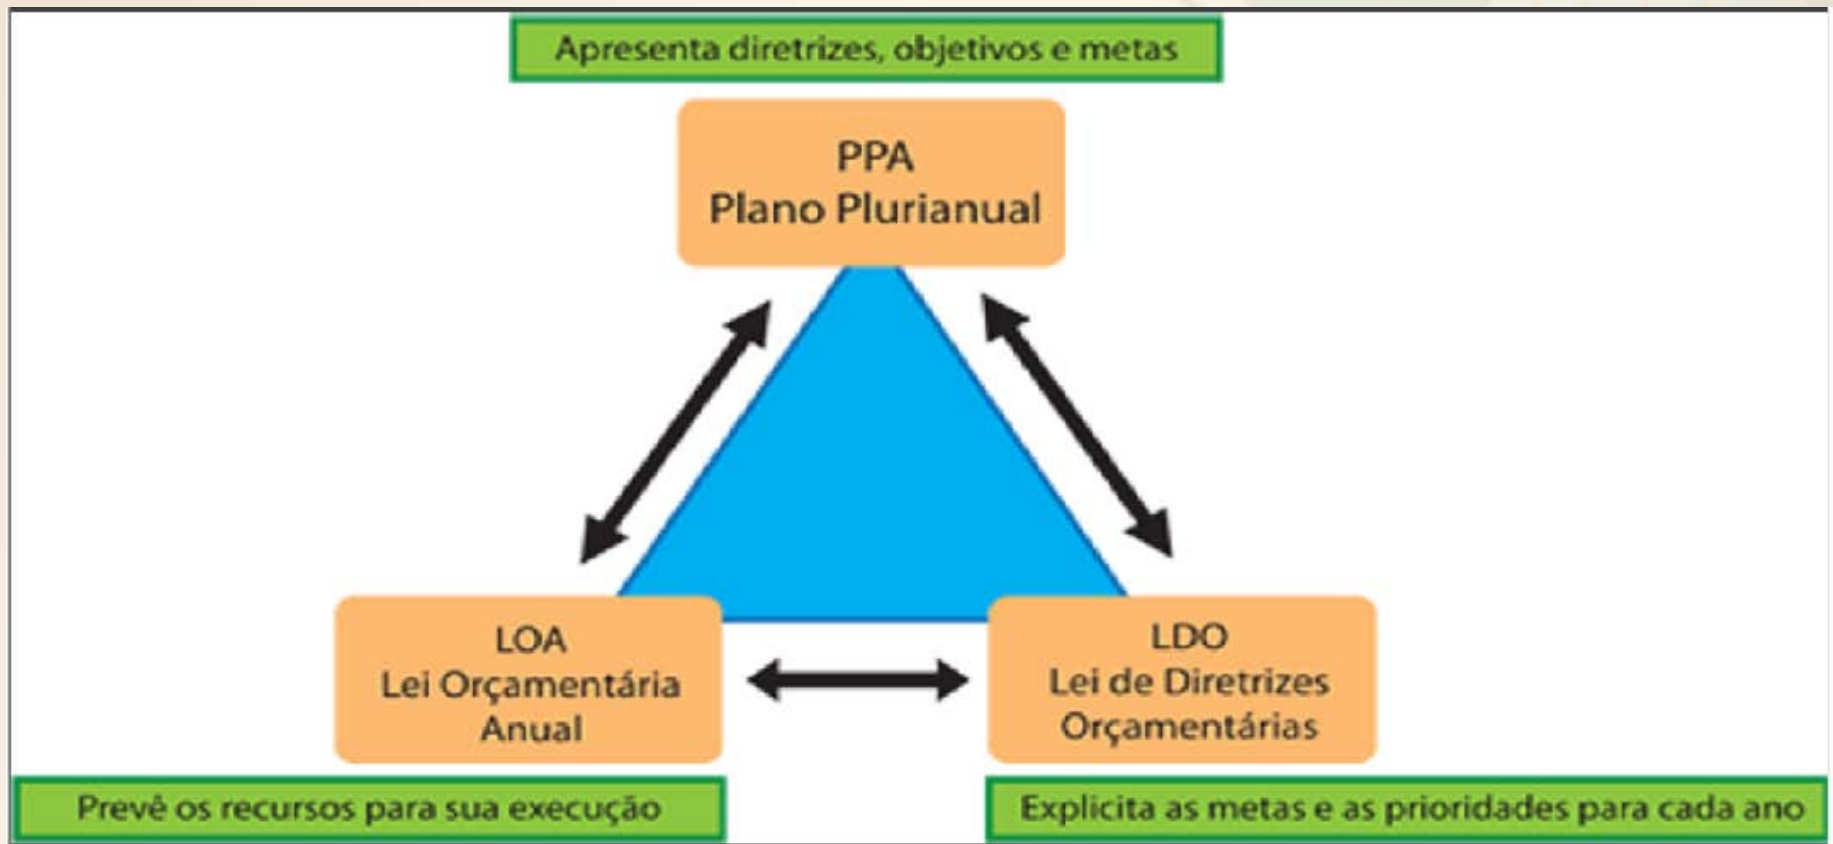 Apresenta diretrizes, objetivos e metas
PPA
Plano Plurianual
LOA
Lei Orçamentária
Anual
LDO
Lei de Diretrizes
Orçamentárias
Prevê os recursos para sua execução
Explicita as metas e as prioridades para cada ano